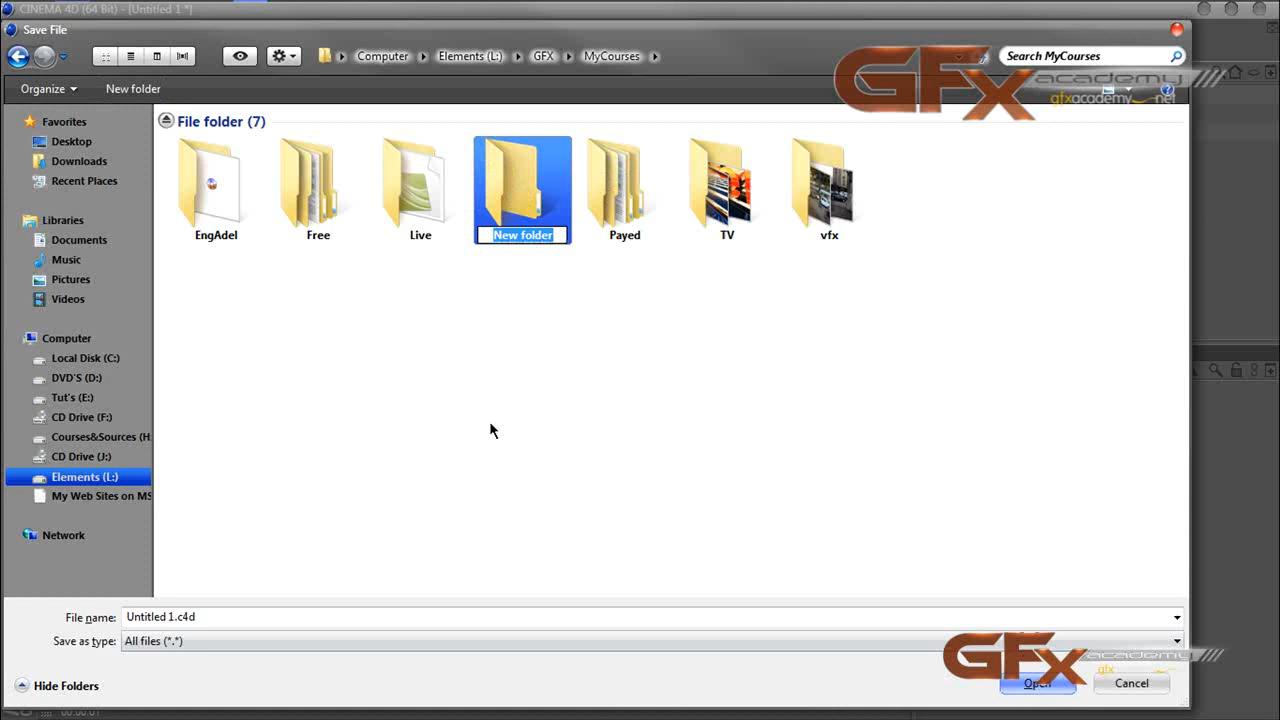 CINEMA 4D (64 Bit) - [Untitled 1 *]
Save File
Computer
Elements (L:)
GFX
MyCourses
Search MyCourses
GFx academy
gfxacademy net
Organize
New folder
Favorites
Desktop
Downloads
Recent Places
Libraries
Documents
Music
Pictures
Videos
Computer
Local Disk (C:)
DVD'S (D:)
Tut's (E:)
CD Drive (F:)
Courses&Sources (H:
CD Drive (J:)
Elements (L:)
My Web Sites on MS
Network
File folder (7)
EngAdel
Free
Live
New folder
Payed
TV
vfx
File name:
Untitled 1.c4d
Save as type:
All files (*.*)
GFx academy
gfx
Hide Folders
Open
Cancel
00:00:01